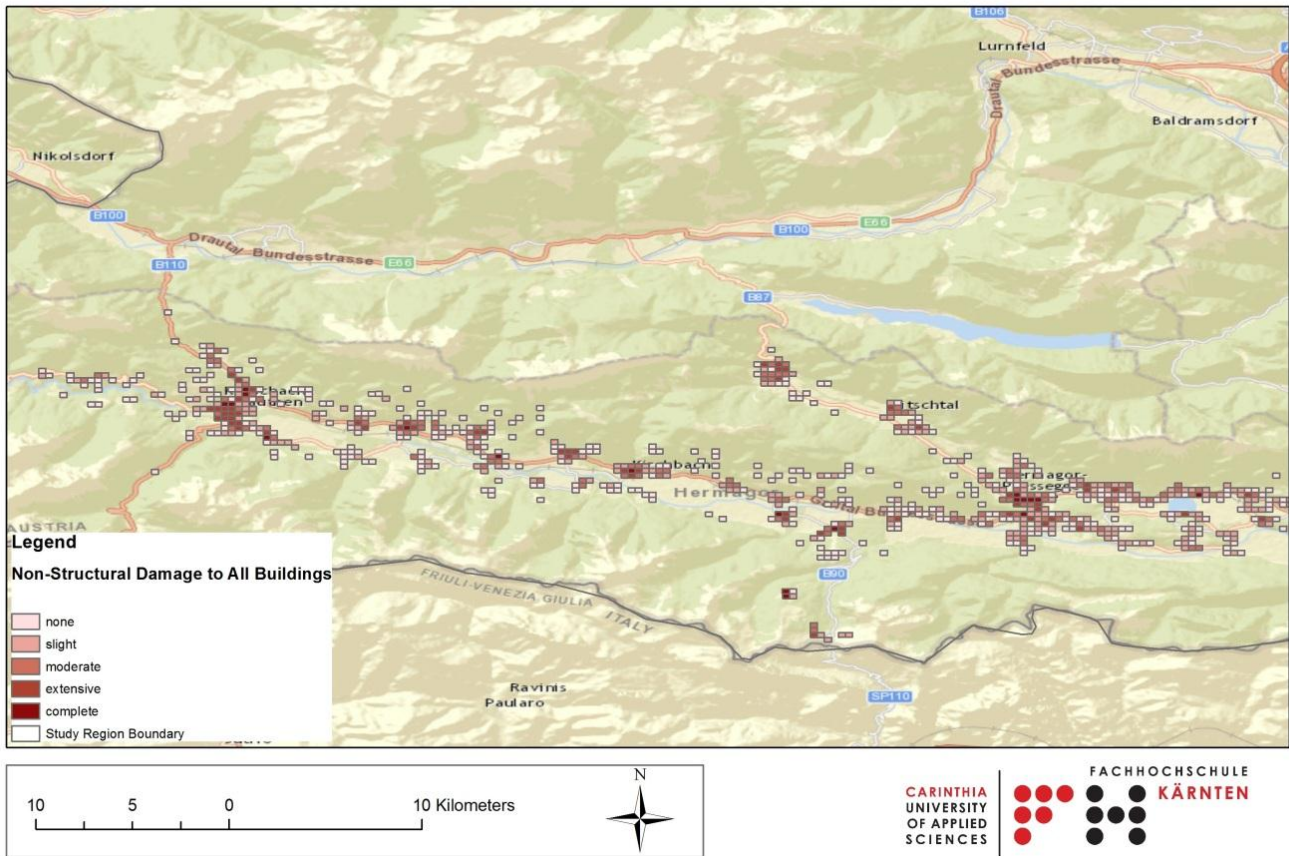 B106
Lurnfeld
Drautal Bundesstrasse
Baldramsdorf
Nikolsdorf
B100
Drautal Bundesstrasse
E66
B100
E66
B110
B87
Hermagor
Gailtal
B90
AUSTRIA
FRIULI-VENEZIA GIULIA
ITALY
Ravinis
Paularo
SP110
Legend
Non-Structural Damage to All Buildings
none
slight
moderate
extensive
complete
Study Region Boundary
10 5 0 10 Kilometers
N
CARINTHIA
UNIVERSITY
OF APPLIED
SCIENCES
FACHHOCHSCHULE
KÄRNTEN